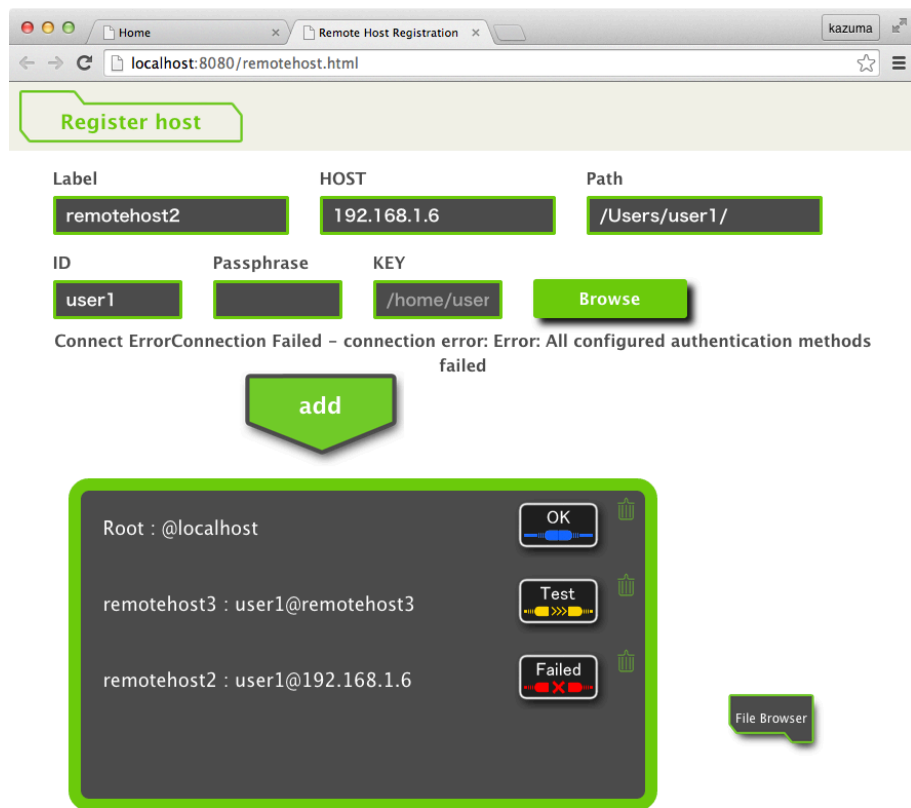 Home
Remote Host Registration
kazuma
localhost:8080/remotehost.html
Register host
Label HOST Path
remotehost2 192.168.1.6 /Users/user1/
ID Passphrase KEY
user1 /home/user Browse
Connect ErrorConnection Failed – connection error: Error: All configured authentication methods
failed
add
Root : @localhost OK
remotehost3 : user1@remotehost3 Test
remotehost2 : user1@192.168.1.6 Failed
File Browser